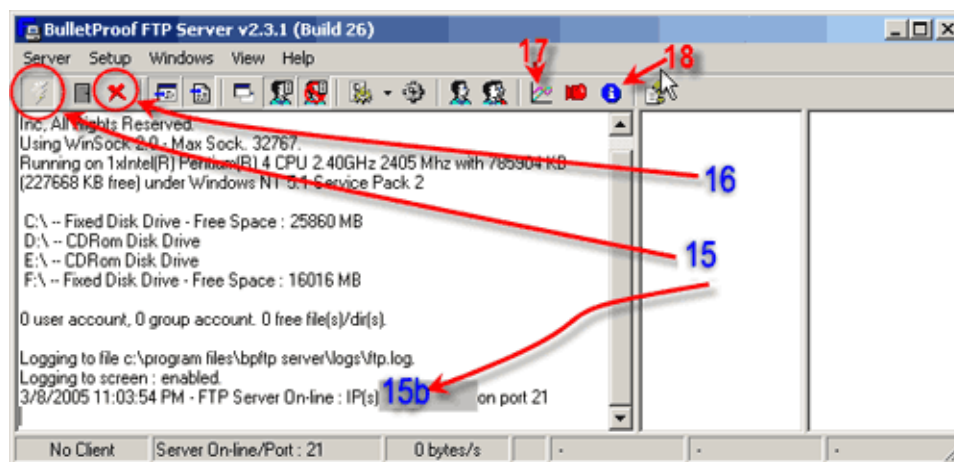 BulletProof FTP Server v2.3.1 (Build 26)
Server Setup Windows View Help
17
18
Inc, All Rights Reserved.
Using WinSock 2.0 - Max Sock. 32767.
Running on 1xIntel(R) Pentium(R) 4 CPU 2.40GHz 2405 Mhz with 785904 KB
(227668 KB free) under Windows NT 5.1 Service Pack 2
16
C:\ -- Fixed Disk Drive - Free Space : 25860 MB
D:\ -- CDRom Disk Drive
E:\ -- CDRom Disk Drive
15
F:\ -- Fixed Disk Drive - Free Space : 16016 MB
0 user account, 0 group account. 0 free file(s)/dir(s).
Logging to file c:\program files\bpftp server\logs\ftp.log.
Logging to screen : enabled.
3/8/2005 11:03:54 PM - FTP Server On-line : IP(s) 15b on port 21
No Client Server On-line/Port : 21 0 bytes/s - - -